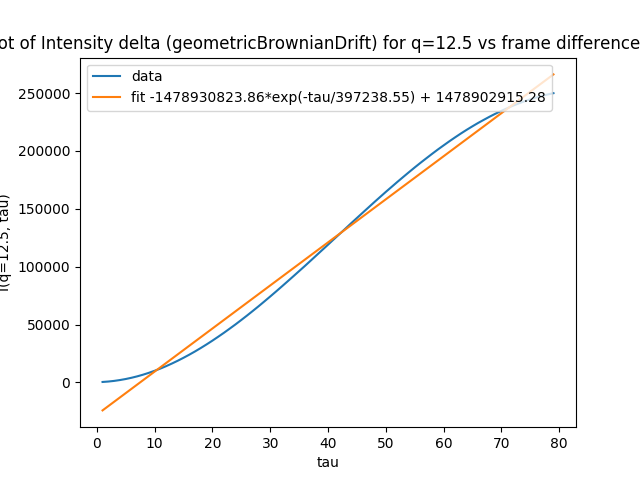 ot of Intensity delta (geometricBrownianDrift) for q=12.5 vs frame difference
data
fit -1478930823.86*exp(-tau/397238.55) + 1478902915.28
I(q=12.5, tau)
250000
200000
150000
100000
50000
0
0 10 20 30 40 50 60 70 80
tau